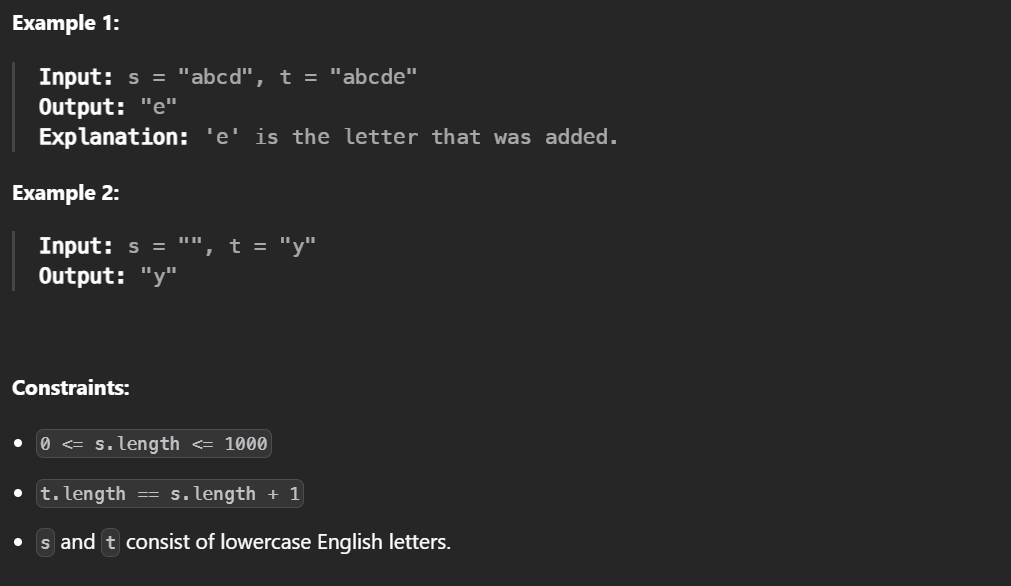 Example 1:
Input: s = "abcd", t = "abcde"
Output: "e"
Explanation: 'e' is the letter that was added.
Example 2:
Input: s = "", t = "y"
Output: "y"
Constraints:
• 0 <= s.length <= 1000
• t.length == s.length + 1
• s and t consist of lowercase English letters.